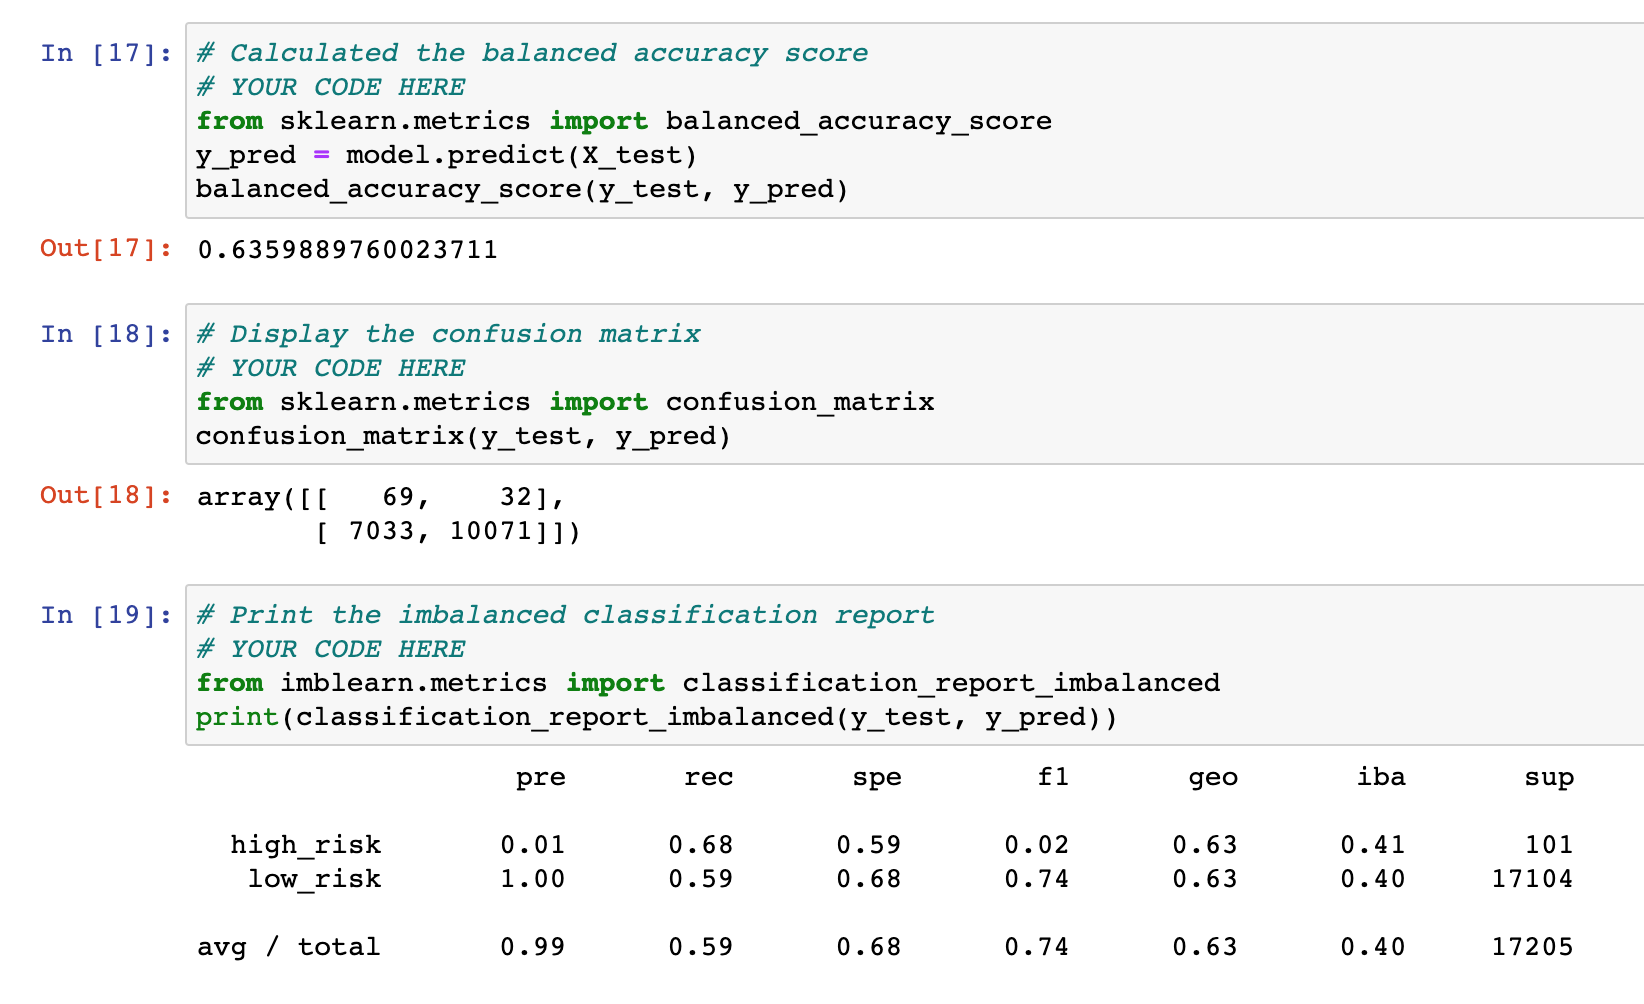 In [17]: # Calculated the balanced accuracy score
# YOUR CODE HERE
from sklearn.metrics import balanced_accuracy_score
y_pred = model.predict(X_test)
balanced_accuracy_score(y_test, y_pred)
Out[17]: 0.6359889760023711
In [18]: # Display the confusion matrix
# YOUR CODE HERE
from sklearn.metrics import confusion_matrix
confusion_matrix(y_test, y_pred)
Out[18]: array([[   69,    32],
       [ 7033, 10071]])
In [19]: # Print the imbalanced classification report
# YOUR CODE HERE
from imblearn.metrics import classification_report_imbalanced
print(classification_report_imbalanced(y_test, y_pred))
pre rec spe f1 geo iba sup
high_risk 0.01 0.68 0.59 0.02 0.63 0.41 101
low_risk 1.00 0.59 0.68 0.74 0.63 0.40 17104
avg / total 0.99 0.59 0.68 0.74 0.63 0.40 17205